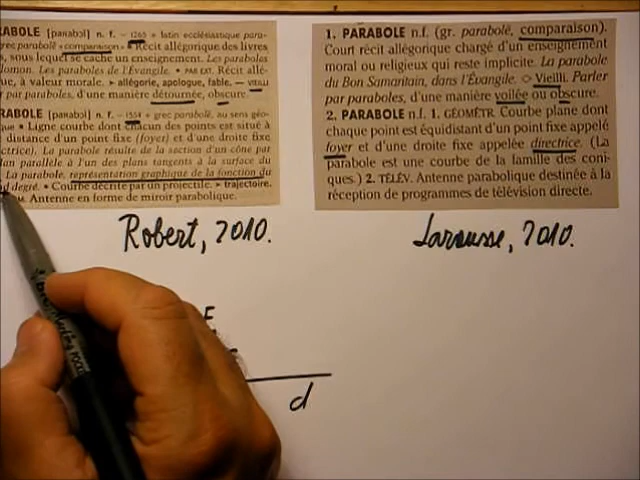 ABOLE [paʀabɔl] n. f. – 1265 « latin ecclésiastique para-
grec parabolê « comparaison » Récit allégorique des livres
s, sous lequel se cache un enseignement. Les paraboles
lomon. Les paraboles de l'Évangile. • PAR EXT. Récit allé-
ue, à valeur morale. ➤ allégorie, apologue, fable. — VIEILLI
r par paraboles, d'une manière détournée, obscure.
RABOLE [paʀabɔl] n. f. – 1554 « grec parabolê, au sens géo-
ue • Ligne courbe dont chacun des points est situé à
distance d'un point fixe (foyer) et d'une droite fixe
ctrice). La parabole résulte de la section d'un cône par
lan parallèle à l'un des plans tangents à la surface du
La parabole, représentation graphique de la fonction du
d degré. • Courbe décrite par un projectile. ➤ trajectoire.
Antenne en forme de miroir parabolique.
Robert, 2010.
1. PARABOLE n.f. (gr. parabolê, comparaison).
Court récit allégorique chargé d'un enseignement
moral ou religieux qui reste implicite. La parabole
du Bon Samaritain, dans l'Évangile. ◇ Vieilli. Parler
par paraboles, d'une manière voilée ou obscure.
2. PARABOLE n.f. 1. GÉOMÉTR. Courbe plane dont
chaque point est équidistant d'un point fixe appelé
foyer et d'une droite fixe appelée directrice. (La
parabole est une courbe de la famille des coni-
ques.) 2. TÉLÉV. Antenne parabolique destinée à la
réception de programmes de télévision directe.
Larousse, 2010.
F
d